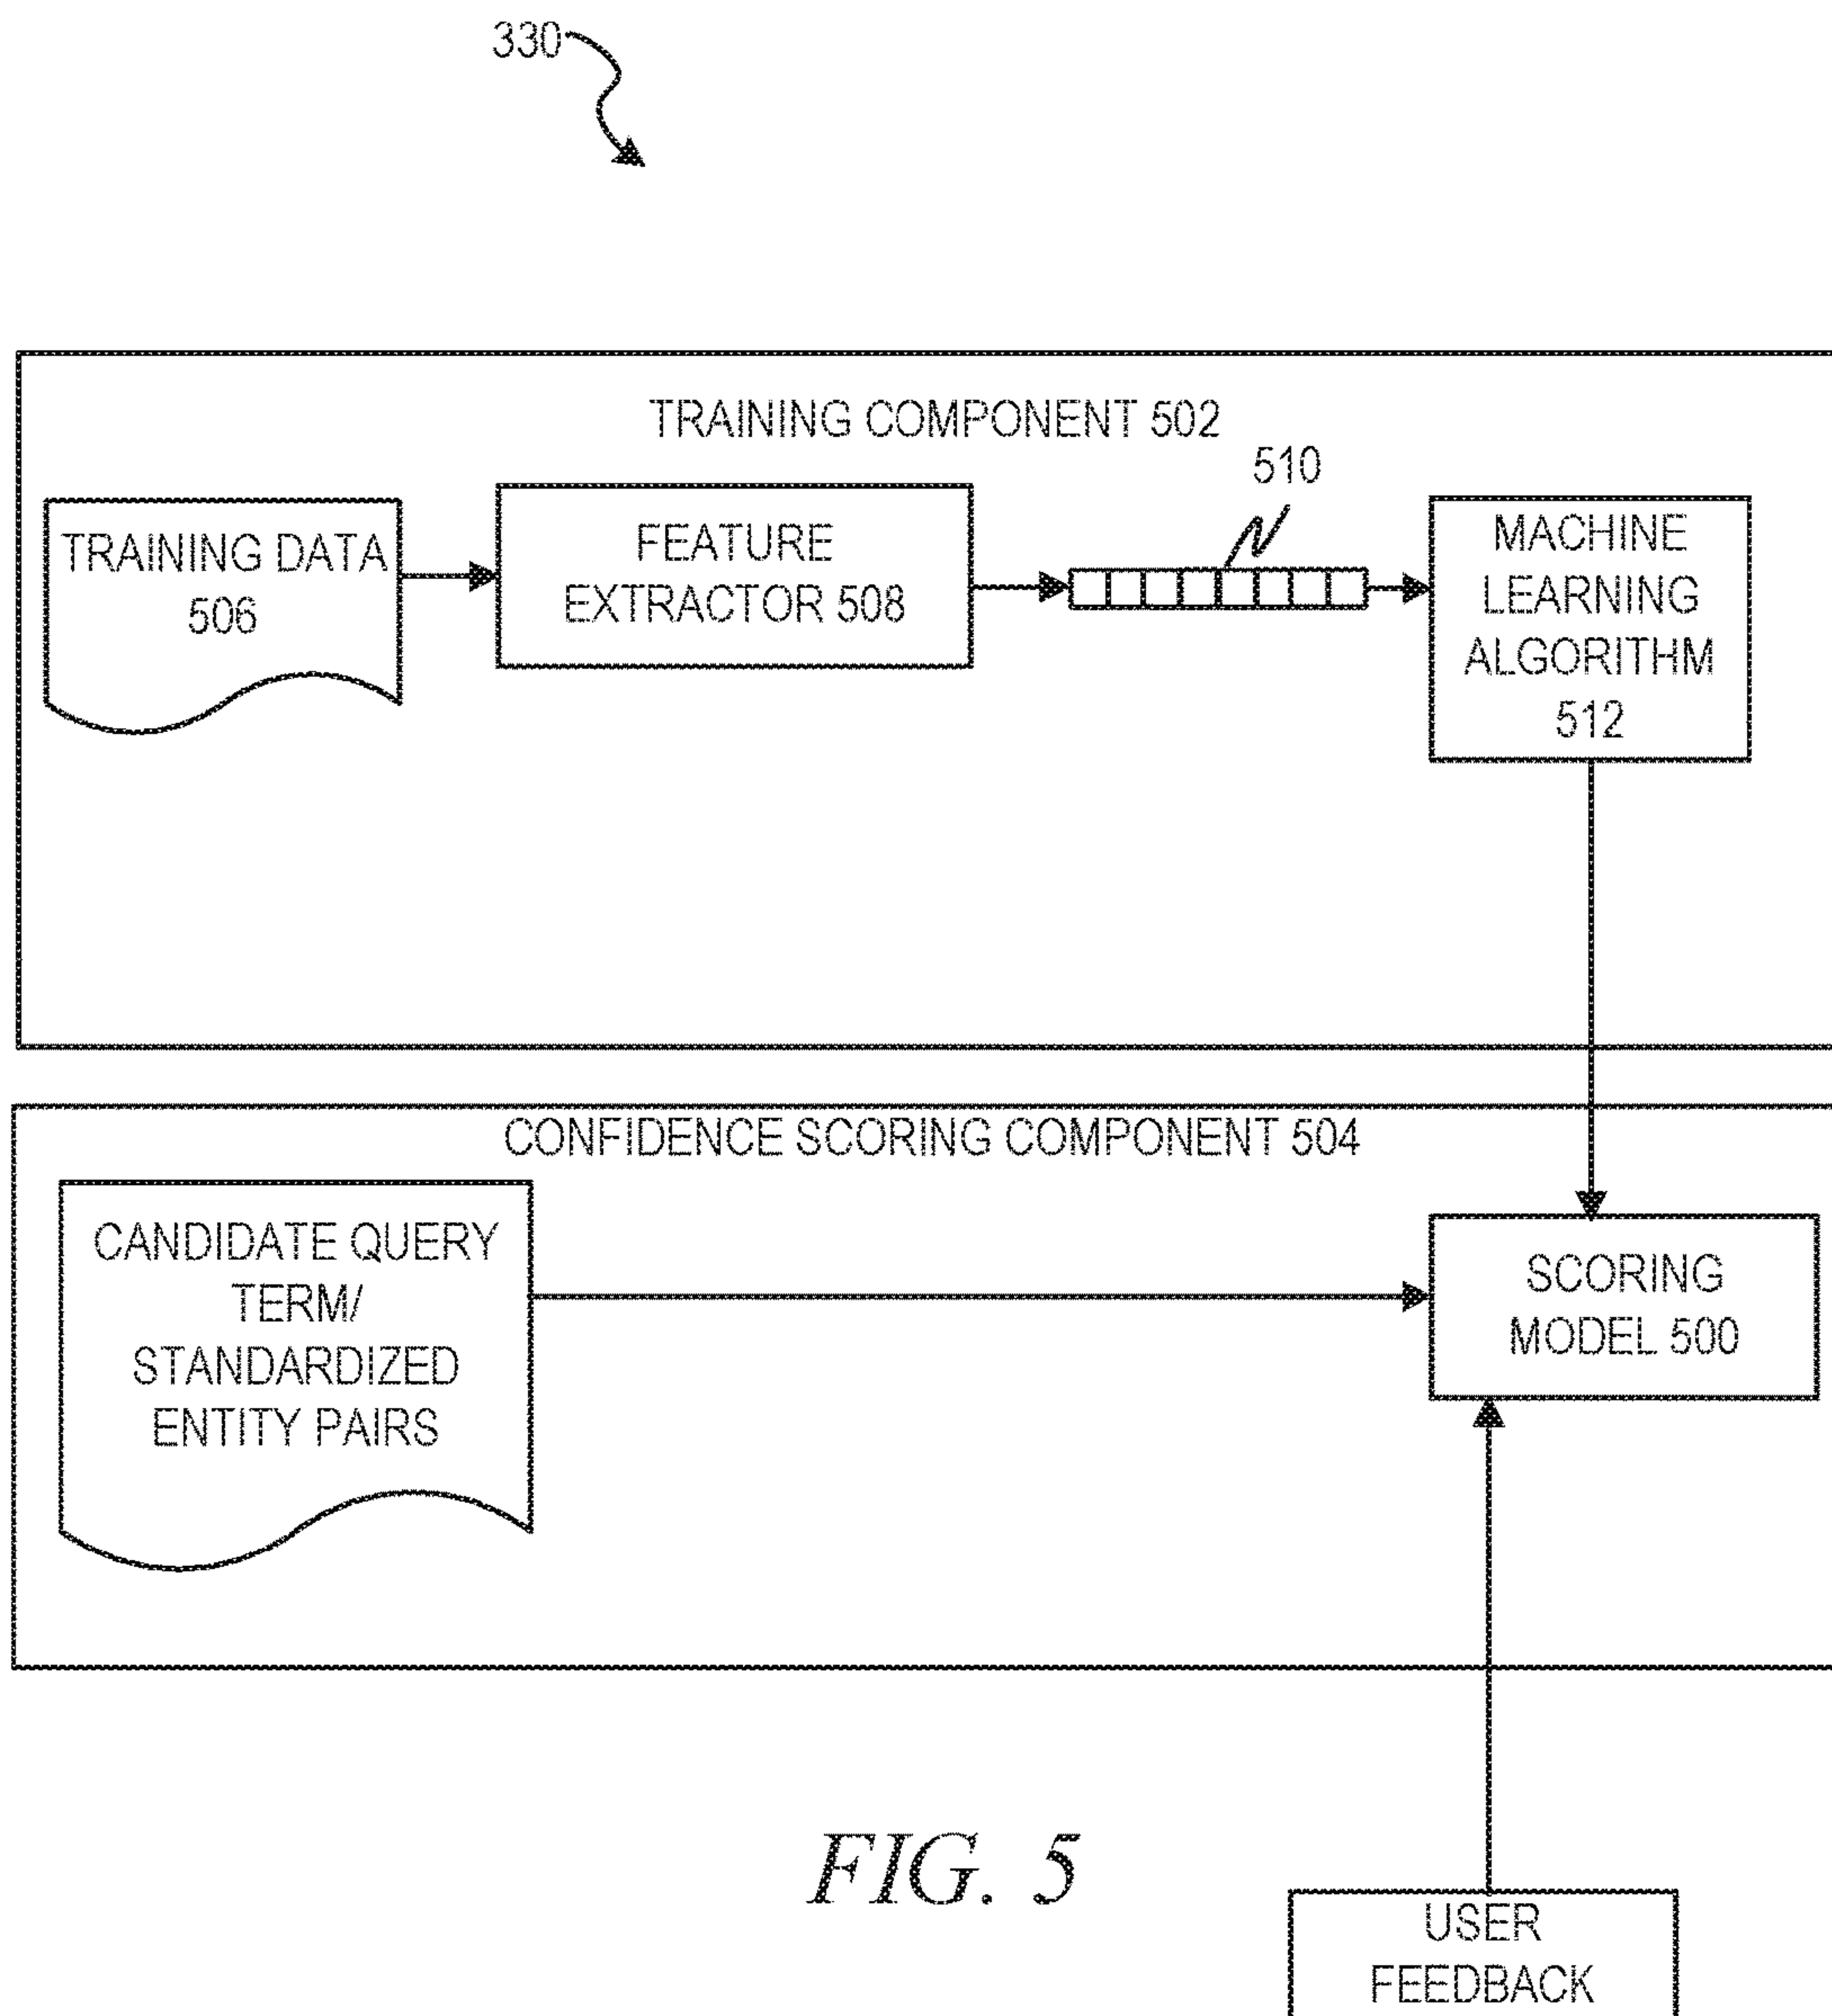 330
TRAINING COMPONENT 502
510
TRAINING DATA
506
FEATURE
EXTRACTOR 508
MACHINE
LEARNING
ALGORITHM
512
CONFIDENCE SCORING COMPONENT 504
CANDIDATE QUERY
TERM/
STANDARDIZED
ENTITY PAIRS
SCORING
MODEL 500
FIG. 5
USER
FEEDBACK